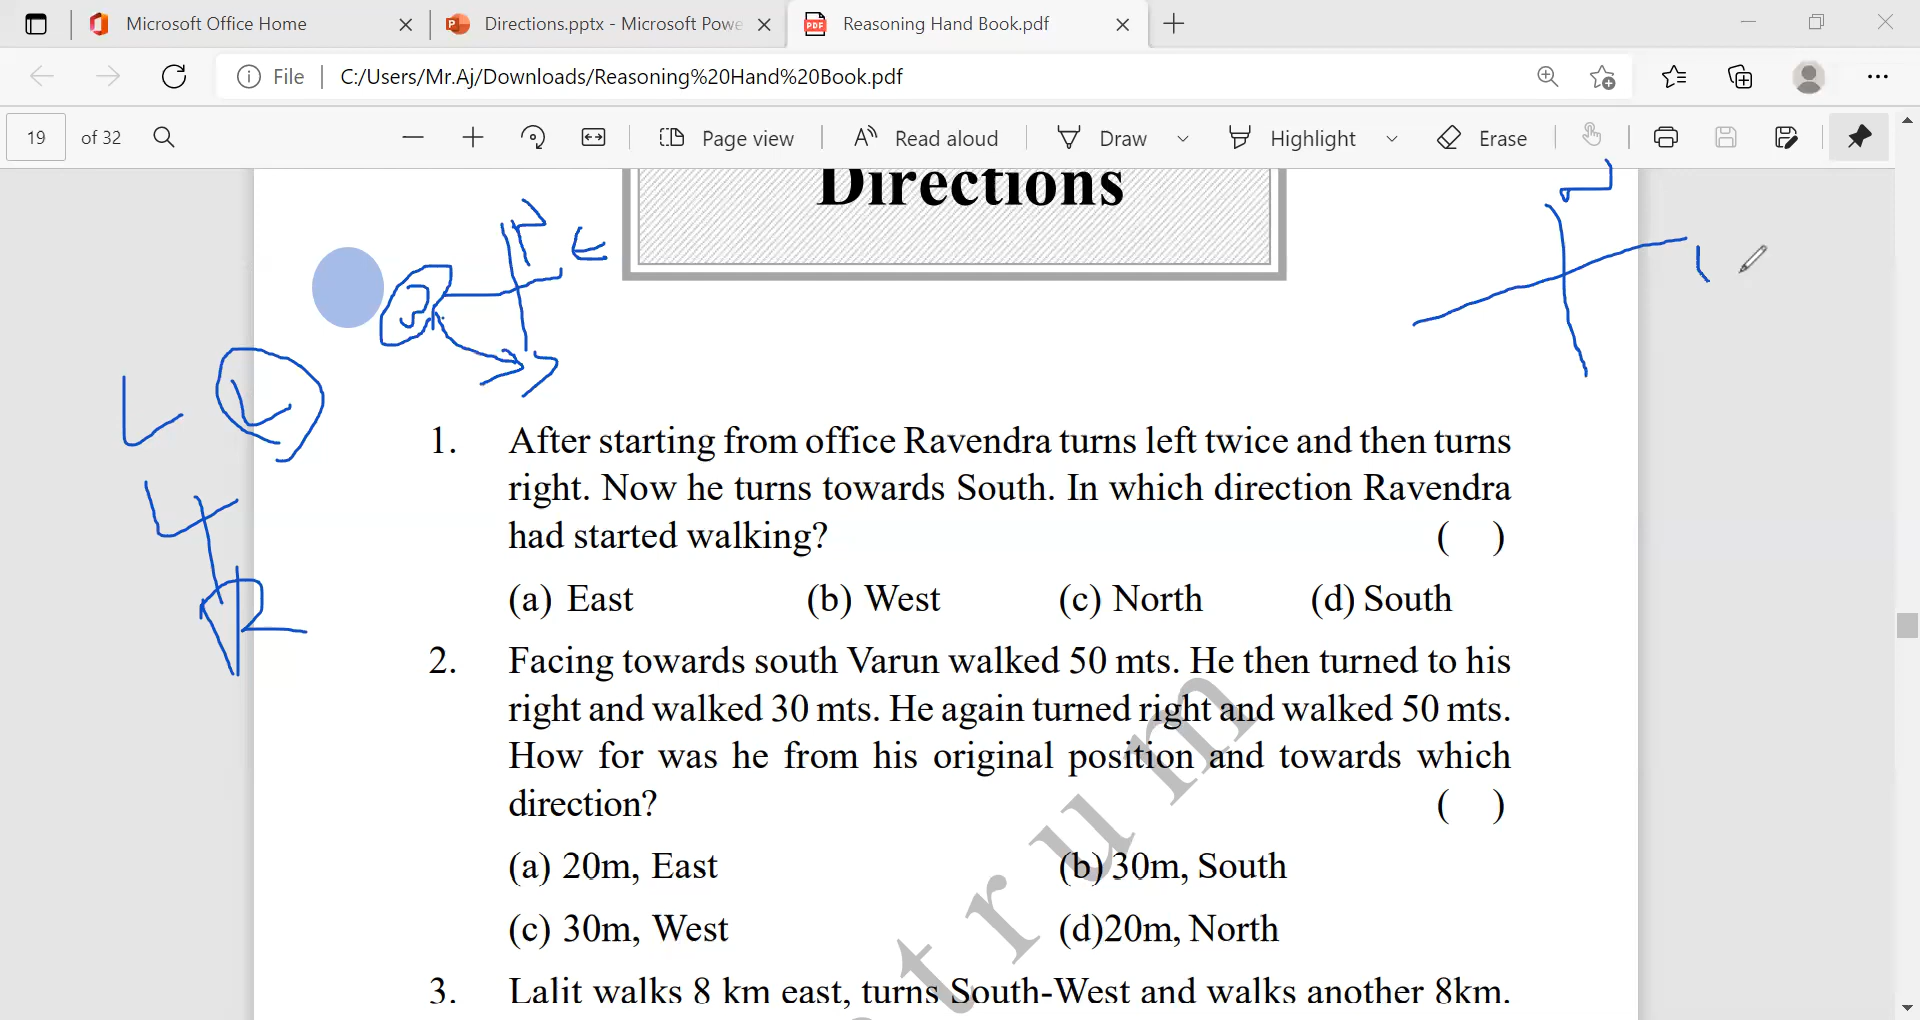 Microsoft Office Home
Directions.pptx - Microsoft Powe
Reasoning Hand Book.pdf
File
C:/Users/Mr.Aj/Downloads/Reasoning%20Hand%20Book.pdf
19 of 32
Page view
Read aloud
Draw
Highlight
Erase
Directions
E
L L
L
R
1. After starting from office Ravendra turns left twice and then turns
right. Now he turns towards South. In which direction Ravendra
had started walking? ( )
(a) East (b) West (c) North (d) South
2. Facing towards south Varun walked 50 mts. He then turned to his
right and walked 30 mts. He again turned right and walked 50 mts.
How for was he from his original position and towards which
direction? ( )
(a) 20m, East (b) 30m, South
(c) 30m, West (d)20m, North
3. Lalit walks 8 km east, turns South-West and walks another 8km.
trum